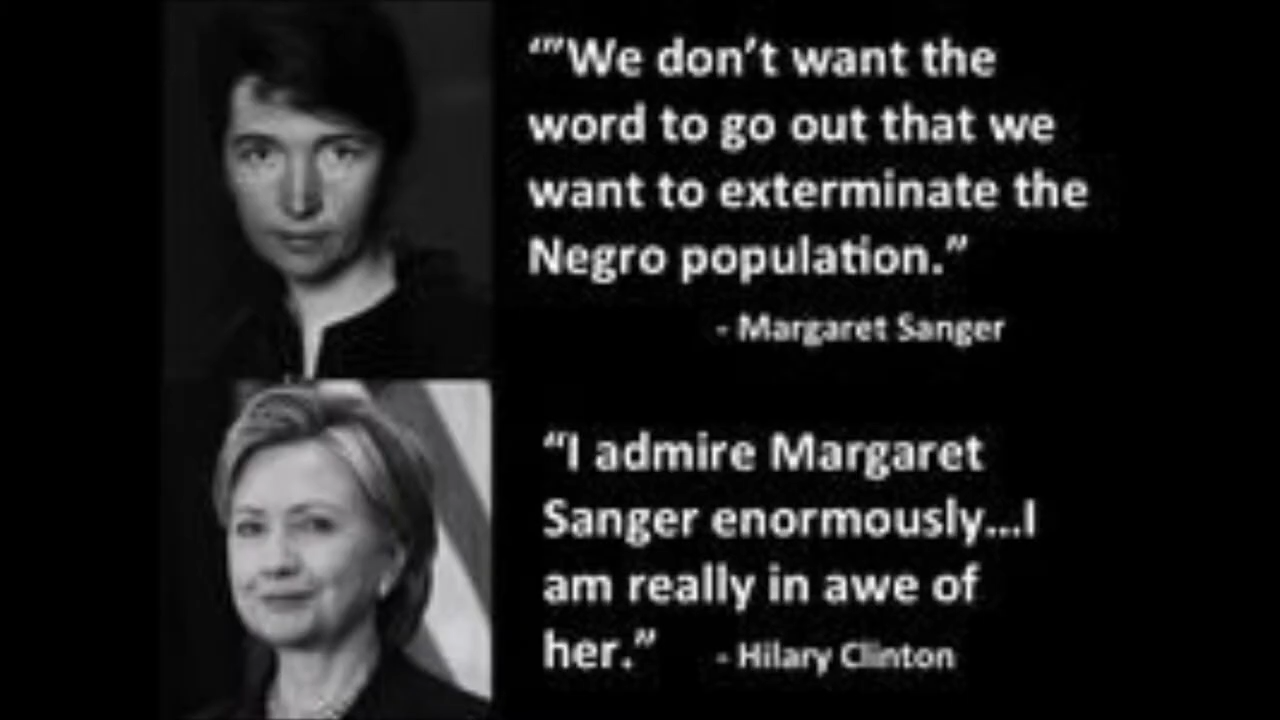 “”We don’t want the
word to go out that we
want to exterminate the
Negro population.”
- Margaret Sanger
“I admire Margaret
Sanger enormously...I
am really in awe of
her.” - Hilary Clinton